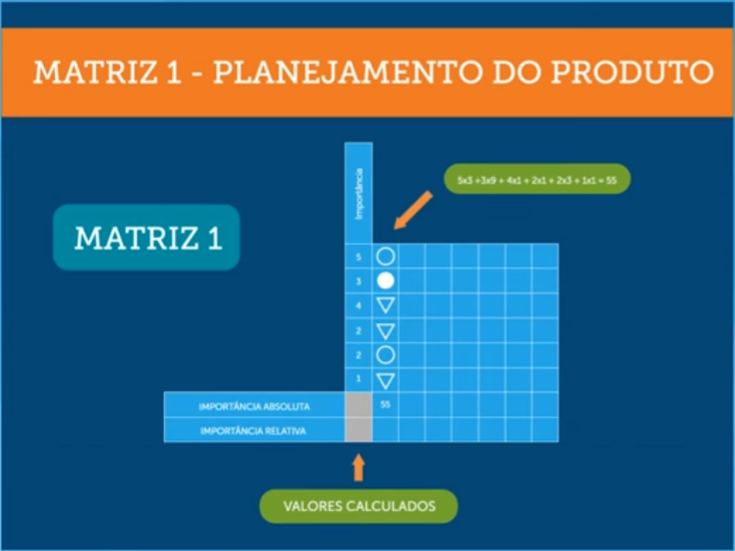 MATRIZ 1 - PLANEJAMENTO DO PRODUTO
Importância
5x3 +3x9 + 4x1 + 2x1 + 2x3 + 1x1 = 55
MATRIZ 1
5
3
4
2
2
1
IMPORTÂNCIA ABSOLUTA 55
IMPORTÂNCIA RELATIVA
VALORES CALCULADOS